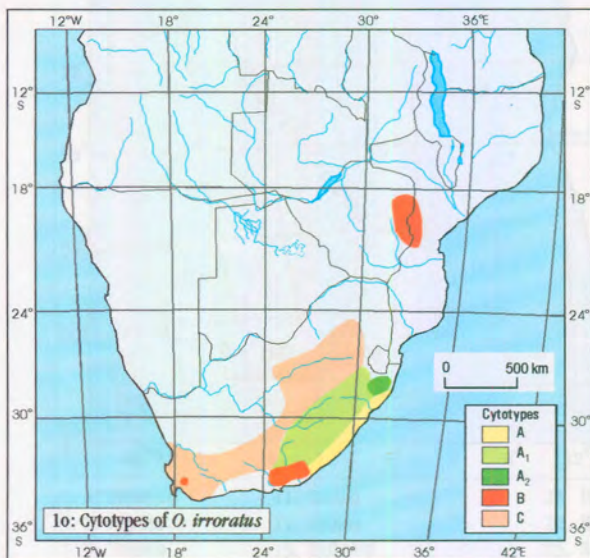 12°W 12° 18° 24° 30° 36°E
12° S
12° S
18°
18°
24°
24°
0 500 km
30°
30°
Cytotypes
A
A₁
A₂
B
C
36° S
36° S
1o: Cytotypes of O. irroratus
12°W 18° 24° 30° 36° 42°E